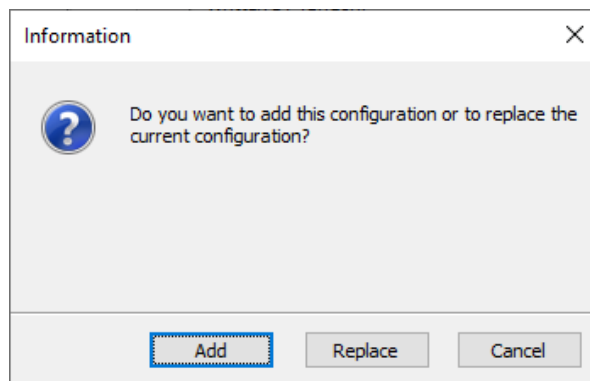 Information
Do you want to add this configuration or to replace the
current configuration?
Add
Replace
Cancel